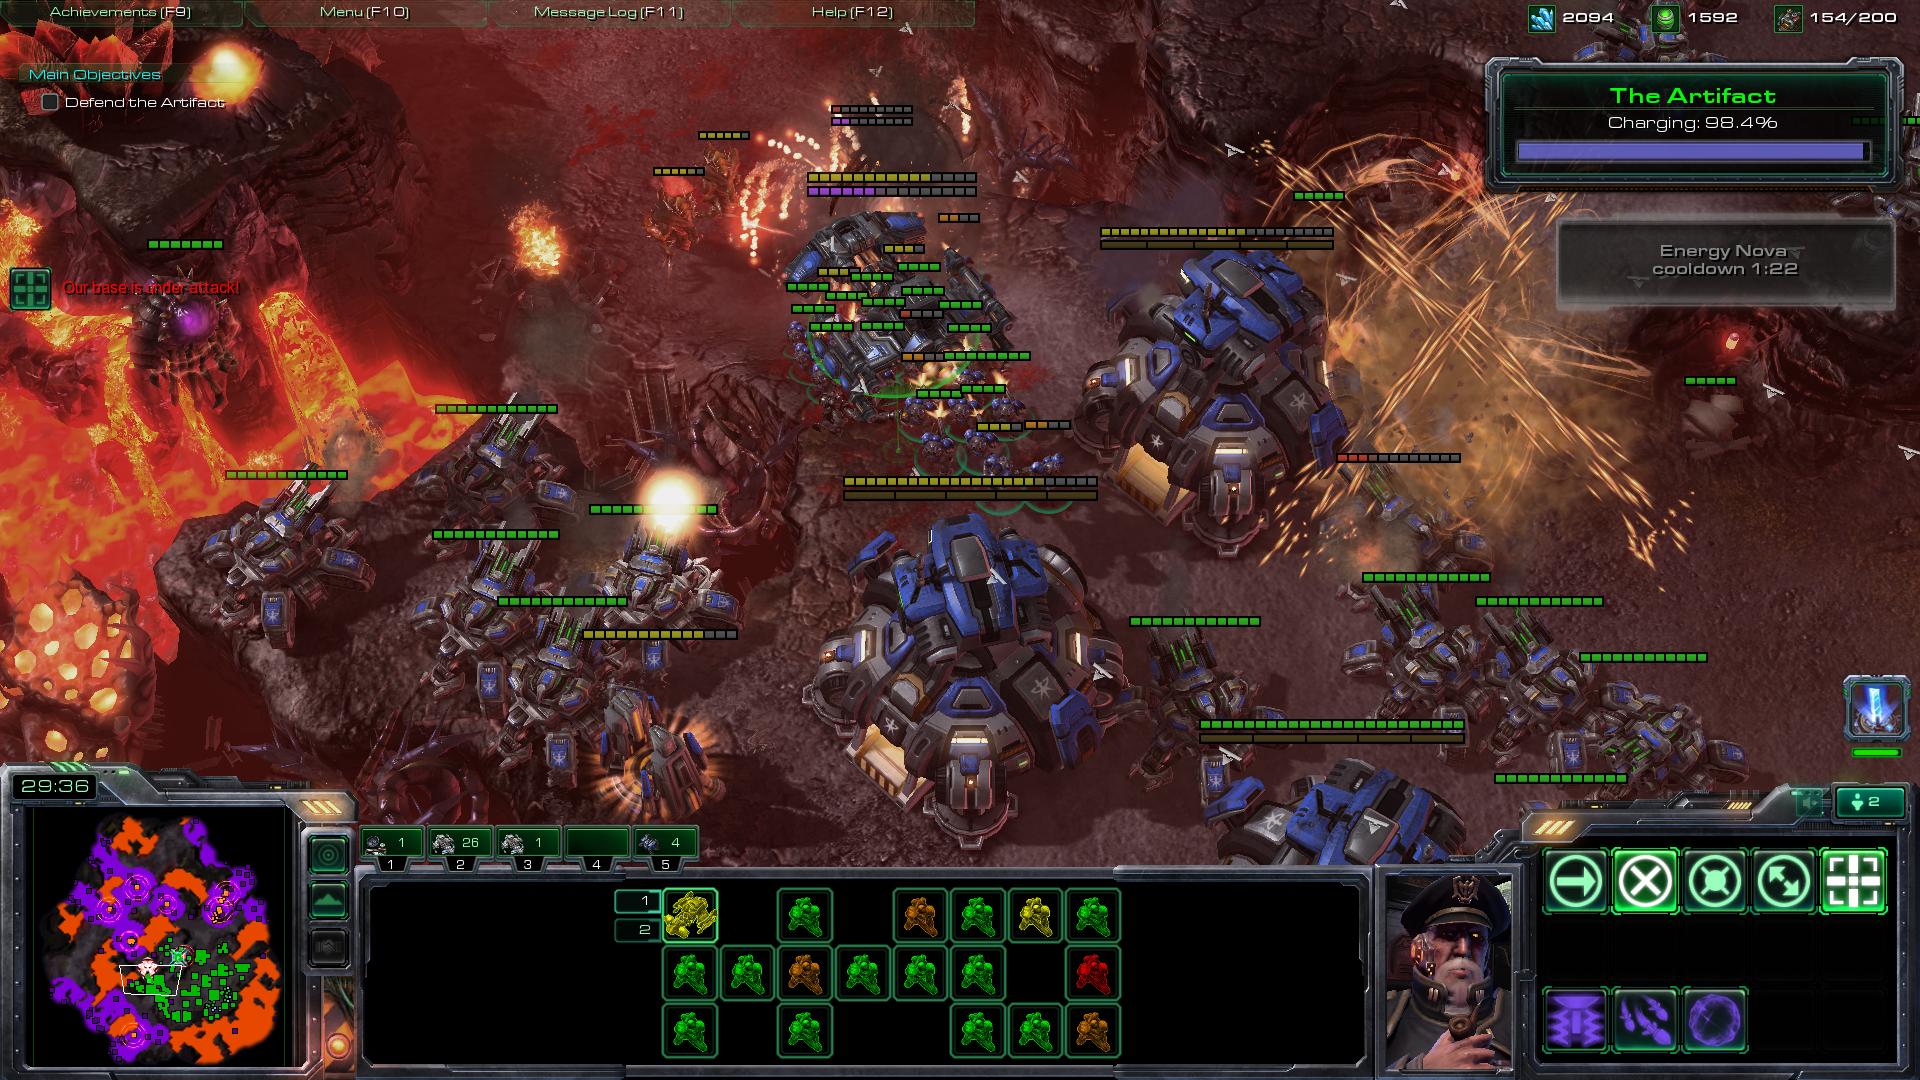 Achievements (F9)
Menu (F10)
Message Log (F11)
Help (F12)
2094
1592
154/200
Main Objectives
Defend the Artifact
The Artifact
Charging: 98.4%
Energy Nova
cooldown 1:22
Our base is under attack!
29:36
2
1
26
1
4
1
2
3
4
5
1
2